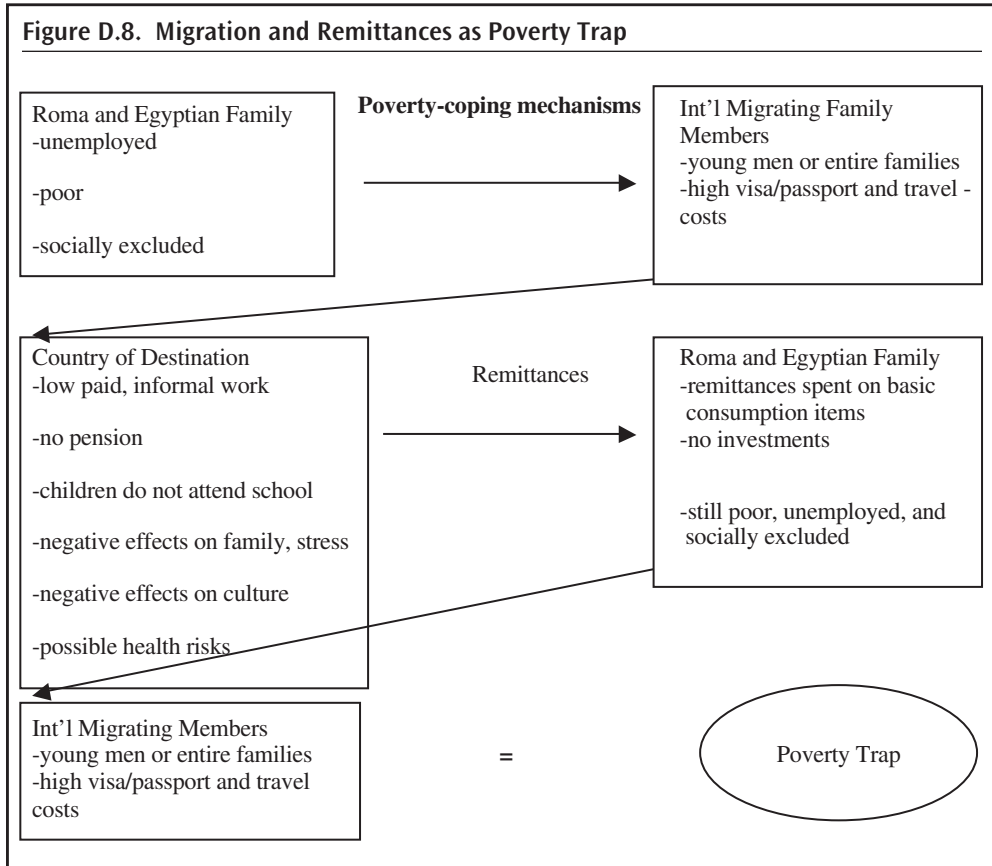 Figure D.8. Migration and Remittances as Poverty Trap
Roma and Egyptian Family
-unemployed
-poor
-socially excluded
Poverty-coping mechanisms
Int’l Migrating Family
Members
-young men or entire families
-high visa/passport and travel -
costs
Country of Destination
-low paid, informal work
-no pension
-children do not attend school
-negative effects on family, stress
-negative effects on culture
-possible health risks
Remittances
Roma and Egyptian Family
-remittances spent on basic
consumption items
-no investments
-still poor, unemployed, and
socially excluded
Int’l Migrating Members
-young men or entire families
-high visa/passport and travel
costs
=
Poverty Trap